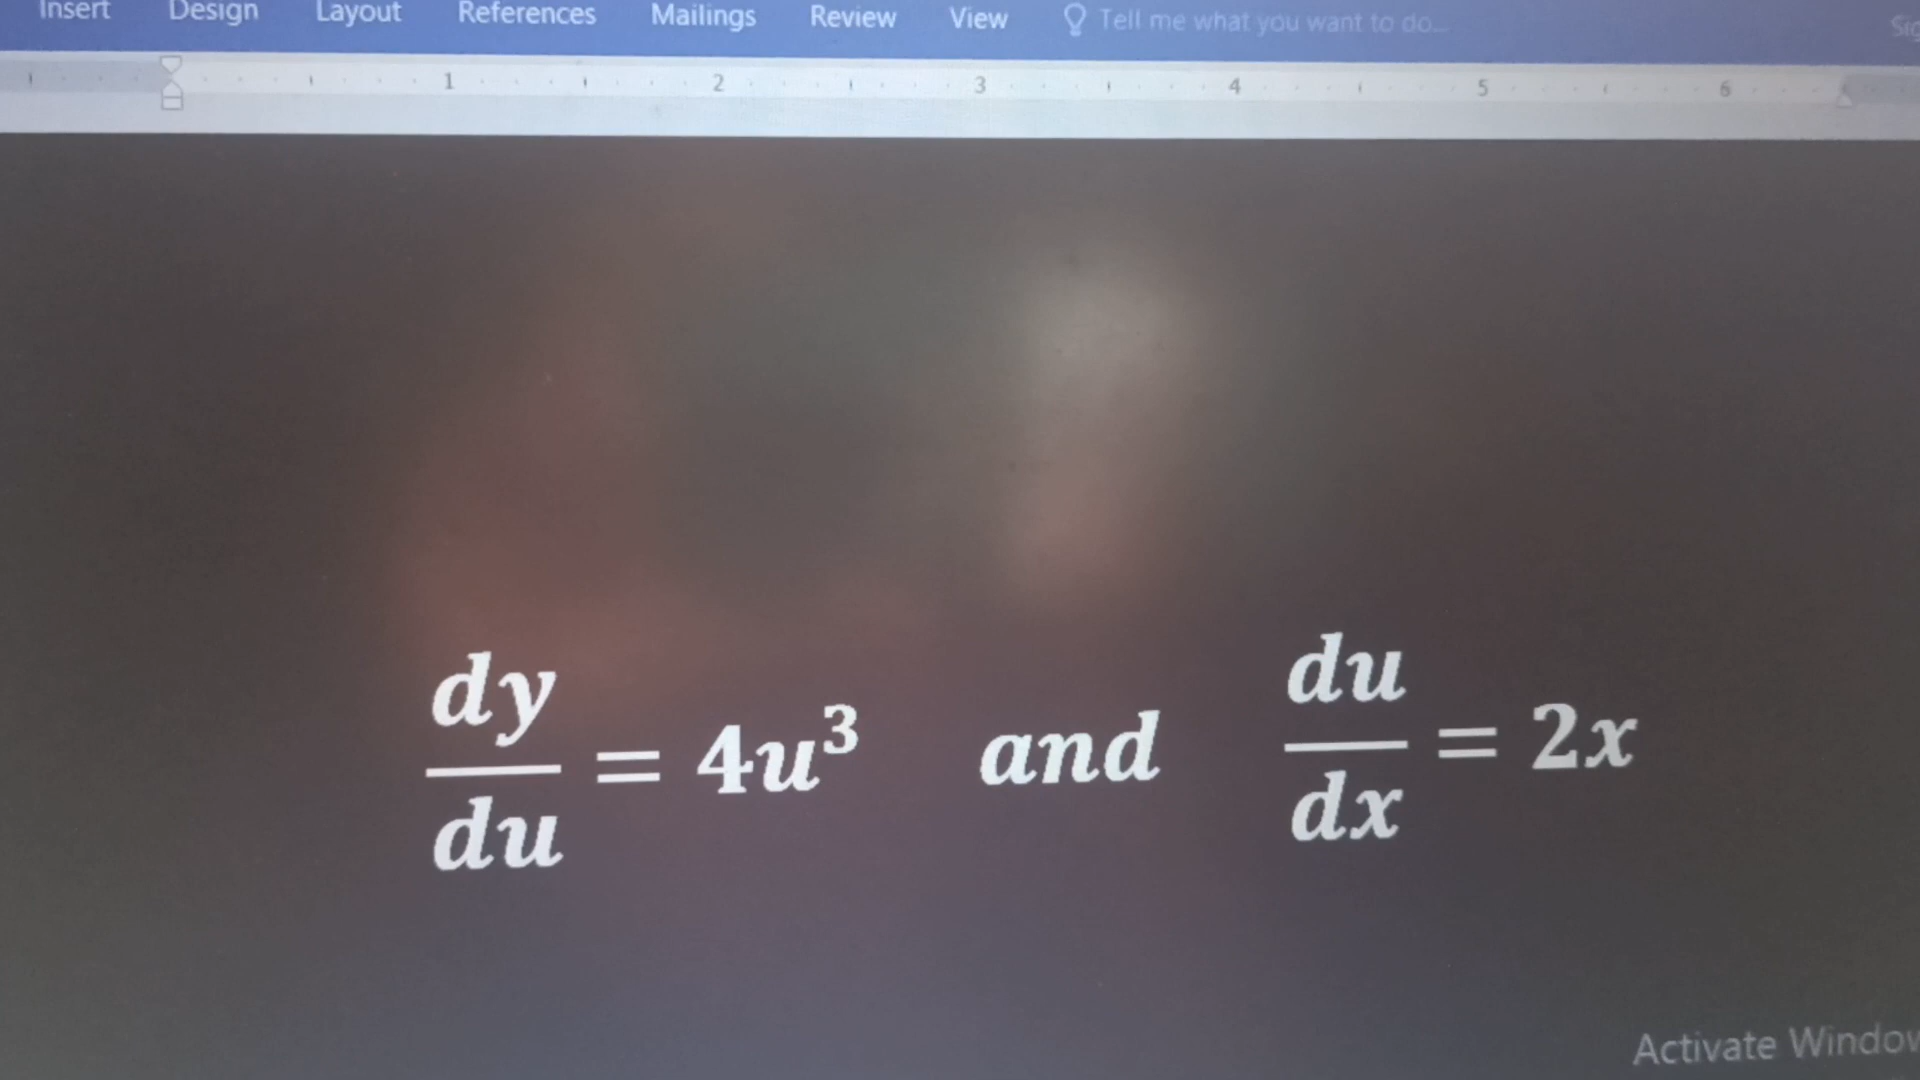 Insert Design Layout References Mailings Review View Tell me what you want to do...
1 2 3 4 5 6
dy/du = 4u³ and du/dx = 2x
Activate